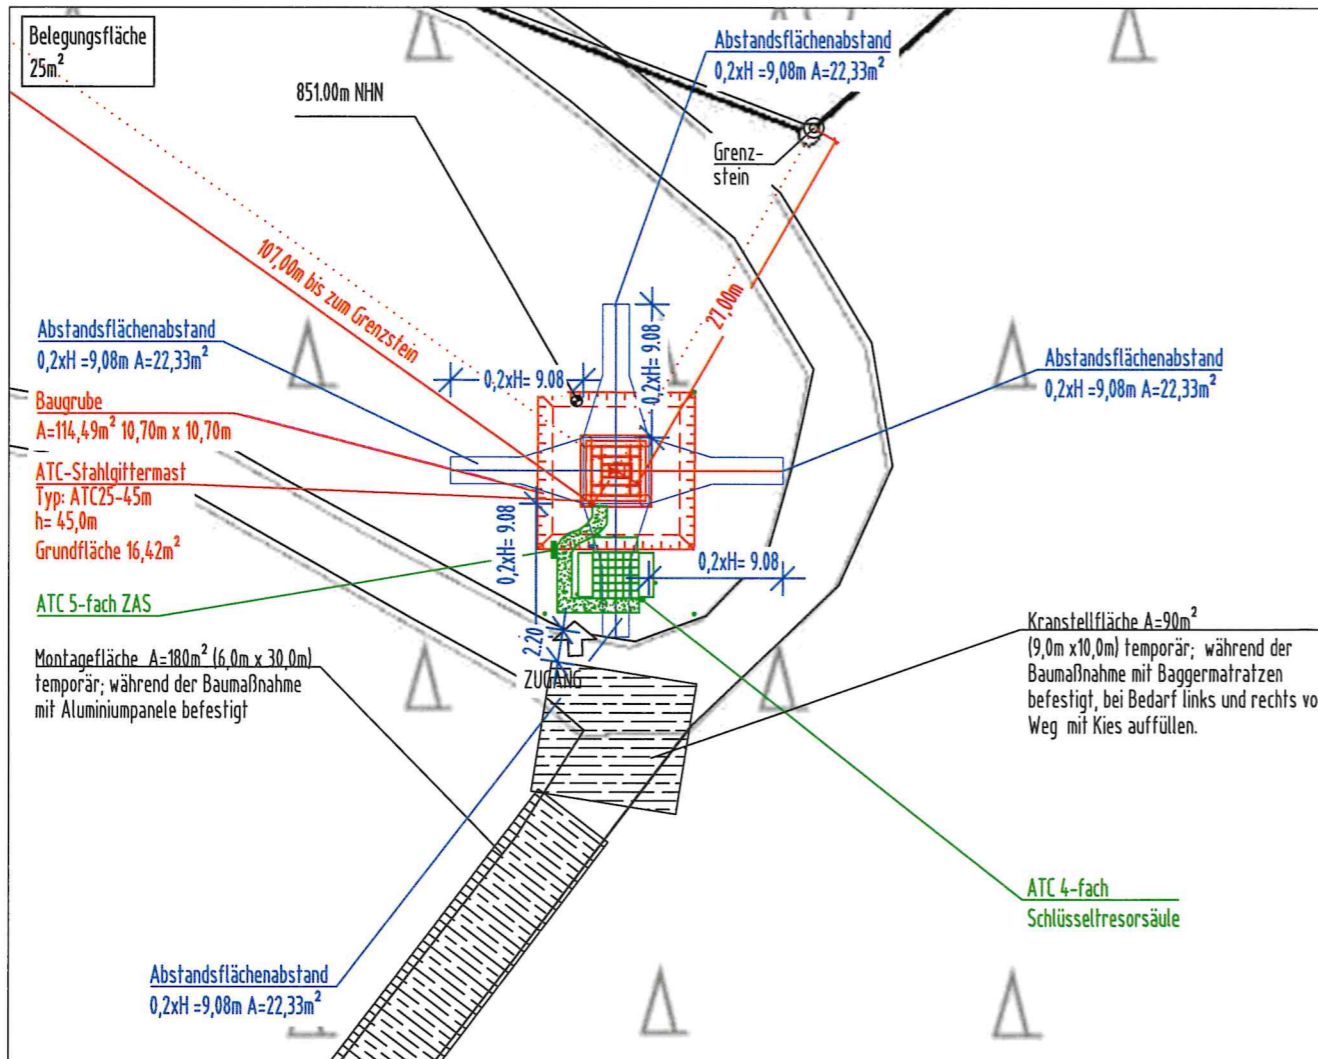 Belegungsfläche
25m²
851.00m NHN
Abstandsflächenabstand
0,2xH =9,08m A=22,33m²
Grenz-
stein
107,00m bis zum Grenzstein
27,00m
Abstandsflächenabstand
0,2xH =9,08m A=22,33m²
0,2xH= 9.08
0,2xH= 9.08
Abstandsflächenabstand
0,2xH =9,08m A=22,33m²
Baugrube
A=114,49m² 10,70m x 10,70m
ATC-Stahlgittermast
Typ: ATC25-45m
h= 45,0m
Grundfläche 16,42m²
0,2xH= 9.08
0,2xH= 9.08
ATC 5-fach ZAS
2.20
ZUGANG
Montagefläche A=180m² (6,0m x 30,0m)
temporär; während der Baumaßnahme
mit Aluminiumpanele befestigt
Kranstellfläche A=90m²
(9,0m x10,0m) temporär; während der
Baumaßnahme mit Baggermatratzen
befestigt, bei Bedarf links und rechts vo
Weg mit Kies auffüllen.
ATC 4-fach
Schlüsseltresorsäule
Abstandsflächenabstand
0,2xH =9,08m A=22,33m²